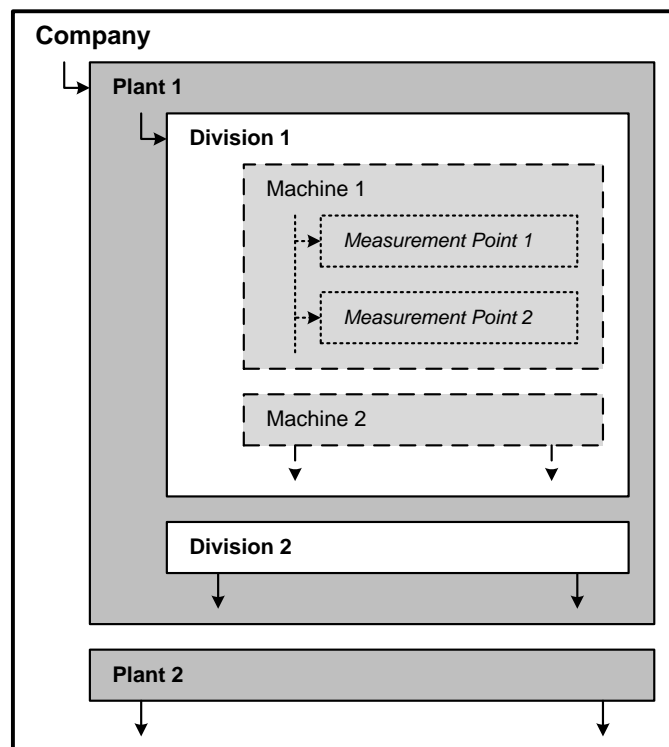 Company
Plant 1
Division 1
Machine 1
Measurement Point 1
Measurement Point 2
Machine 2
Division 2
Plant 2